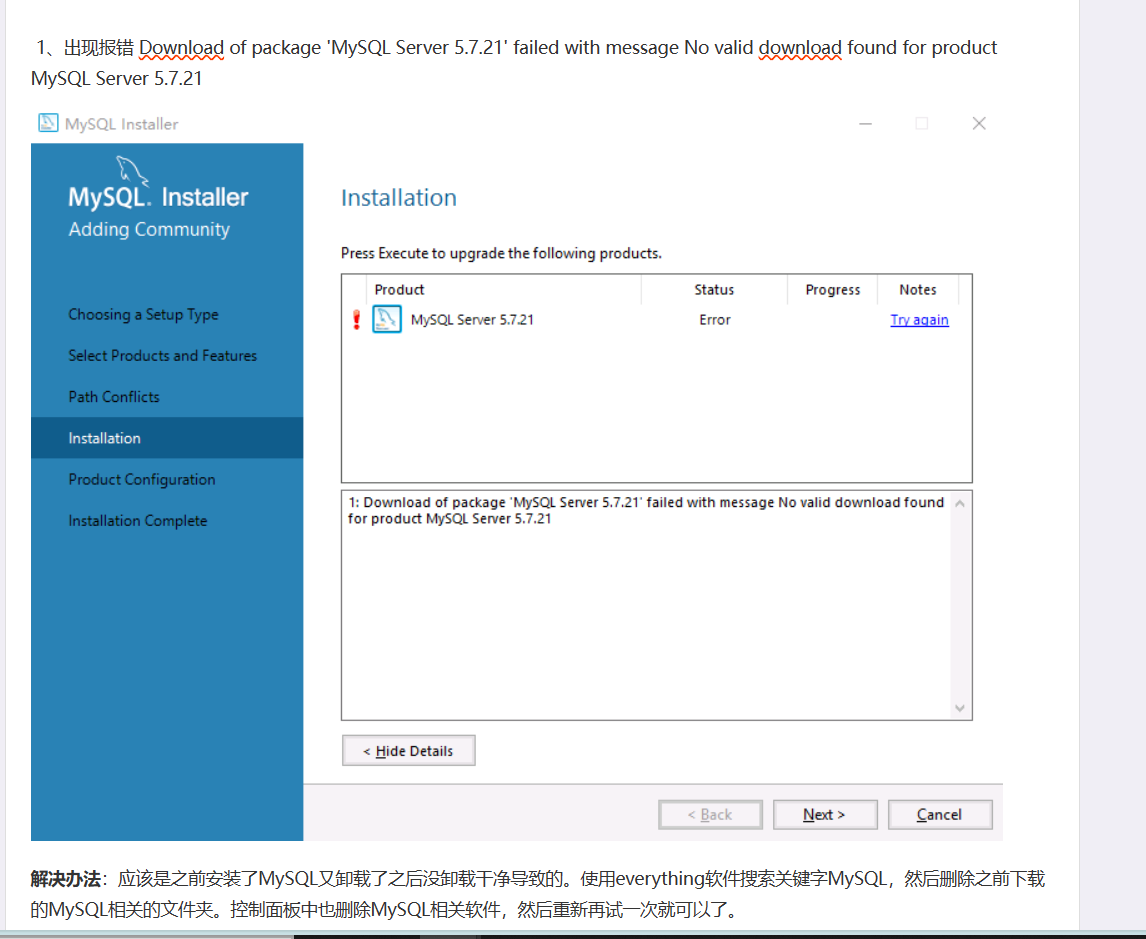 1、出现报错 Download of package 'MySQL Server 5.7.21' failed with message No valid download found for product
MySQL Server 5.7.21
MySQL Installer
MySQL. Installer
Adding Community
Choosing a Setup Type
Select Products and Features
Path Conflicts
Installation
Product Configuration
Installation Complete
Installation
Press Execute to upgrade the following products.
Product Status Progress Notes
MySQL Server 5.7.21 Error Try again
1: Download of package 'MySQL Server 5.7.21' failed with message No valid download found
for product MySQL Server 5.7.21
< Hide Details
< Back Next > Cancel
解决办法：应该是之前安装了MySQL又卸载了之后没卸载干净导致的。使用everything软件搜索关键字MySQL，然后删除之前下载
的MySQL相关的文件夹。控制面板中也删除MySQL相关软件，然后重新再试一次就可以了。